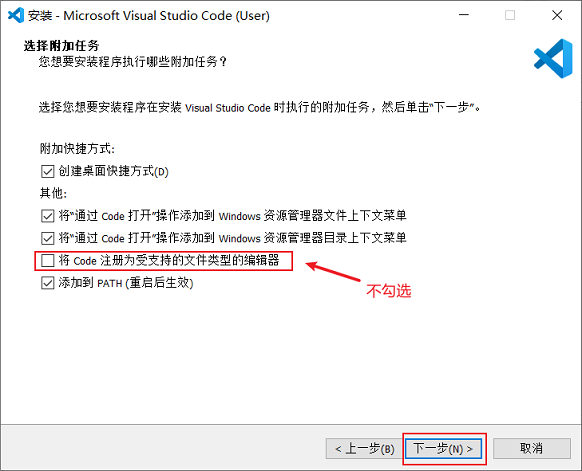 安装 - Microsoft Visual Studio Code (User)
选择附加任务
您想要安装程序执行哪些附加任务？
选择您想要安装程序在安装 Visual Studio Code 时执行的附加任务，然后单击“下一步”。
附加快捷方式:
创建桌面快捷方式(D)
其他:
将“通过 Code 打开”操作添加到 Windows 资源管理器文件上下文菜单
将“通过 Code 打开”操作添加到 Windows 资源管理器目录上下文菜单
将 Code 注册为受支持的文件类型的编辑器
添加到 PATH (重启后生效)
不勾选
< 上一步(B) 下一步(N) > 取消